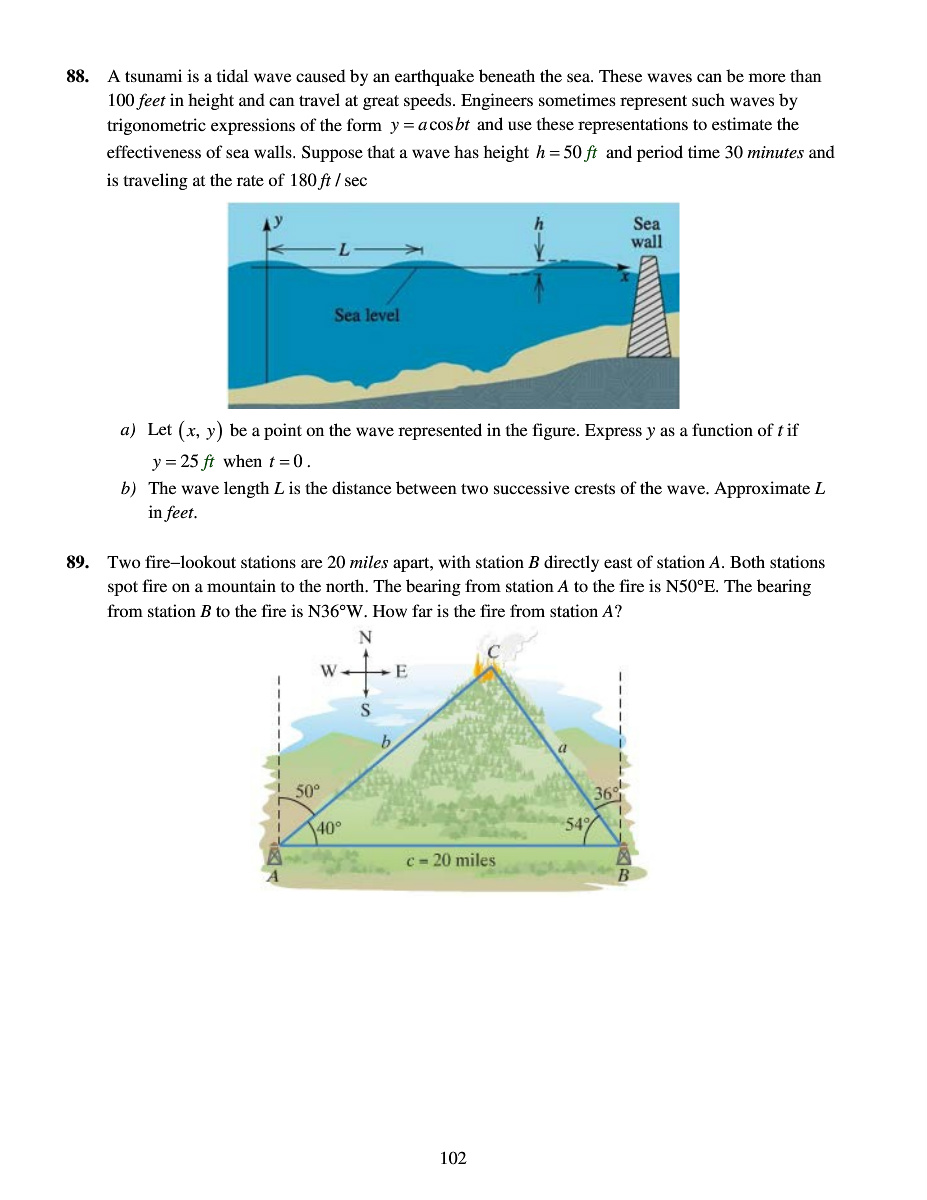 88. A tsunami is a tidal wave caused by an earthquake beneath the sea. These waves can be more than
100 feet in height and can travel at great speeds. Engineers sometimes represent such waves by
trigonometric expressions of the form y = a cos bt and use these representations to estimate the
effectiveness of sea walls. Suppose that a wave has height h = 50 ft and period time 30 minutes and
is traveling at the rate of 180 ft / sec
y
h
Sea
wall
L
x
Sea level
a) Let (x, y) be a point on the wave represented in the figure. Express y as a function of t if
y = 25 ft when t = 0 .
b) The wave length L is the distance between two successive crests of the wave. Approximate L
in feet.
89. Two fire–lookout stations are 20 miles apart, with station B directly east of station A. Both stations
spot fire on a mountain to the north. The bearing from station A to the fire is N50°E. The bearing
from station B to the fire is N36°W. How far is the fire from station A?
N
C
W
E
S
b
a
50°
36°
40°
54°
c = 20 miles
A
B
102